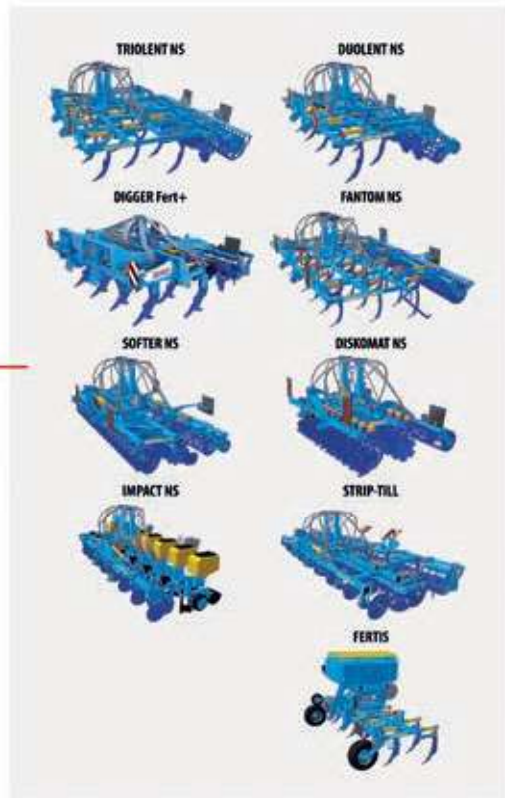 TRIOLENT NS
DUOLENT NS
DIGGER Fert+
FANTOM NS
SOFTER NS
DISKOMAT NS
IMPACT NS
STRIP-TILL
FERTIS